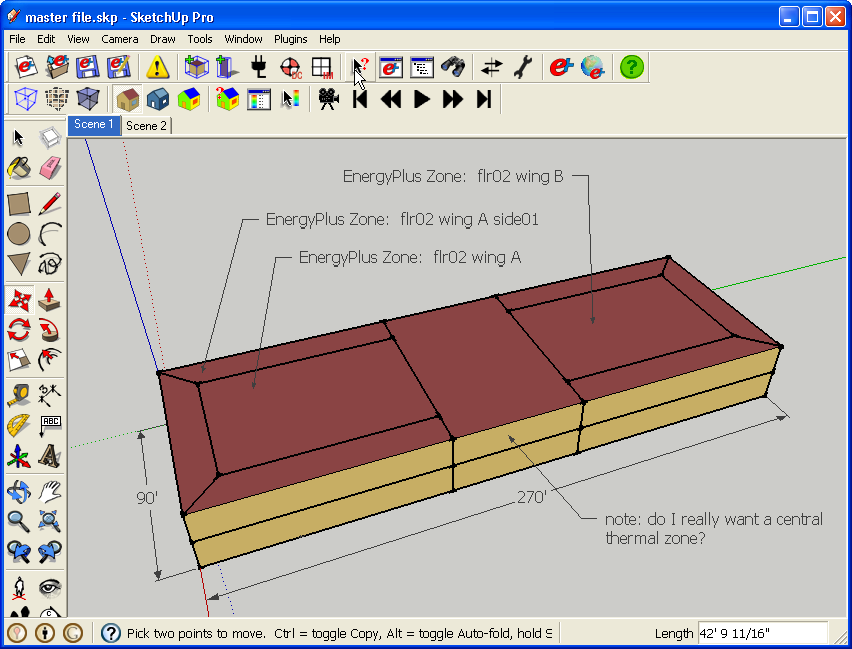 master file.skp - SketchUp Pro
File Edit View Camera Draw Tools Window Plugins Help
Scene 1 Scene 2
EnergyPlus Zone: flr02 wing B
EnergyPlus Zone: flr02 wing A side01
EnergyPlus Zone: flr02 wing A
ABC
90'
270'
note: do I really want a central
thermal zone?
Pick two points to move. Ctrl = toggle Copy, Alt = toggle Auto-fold, hold S
Length 42' 9 11/16"